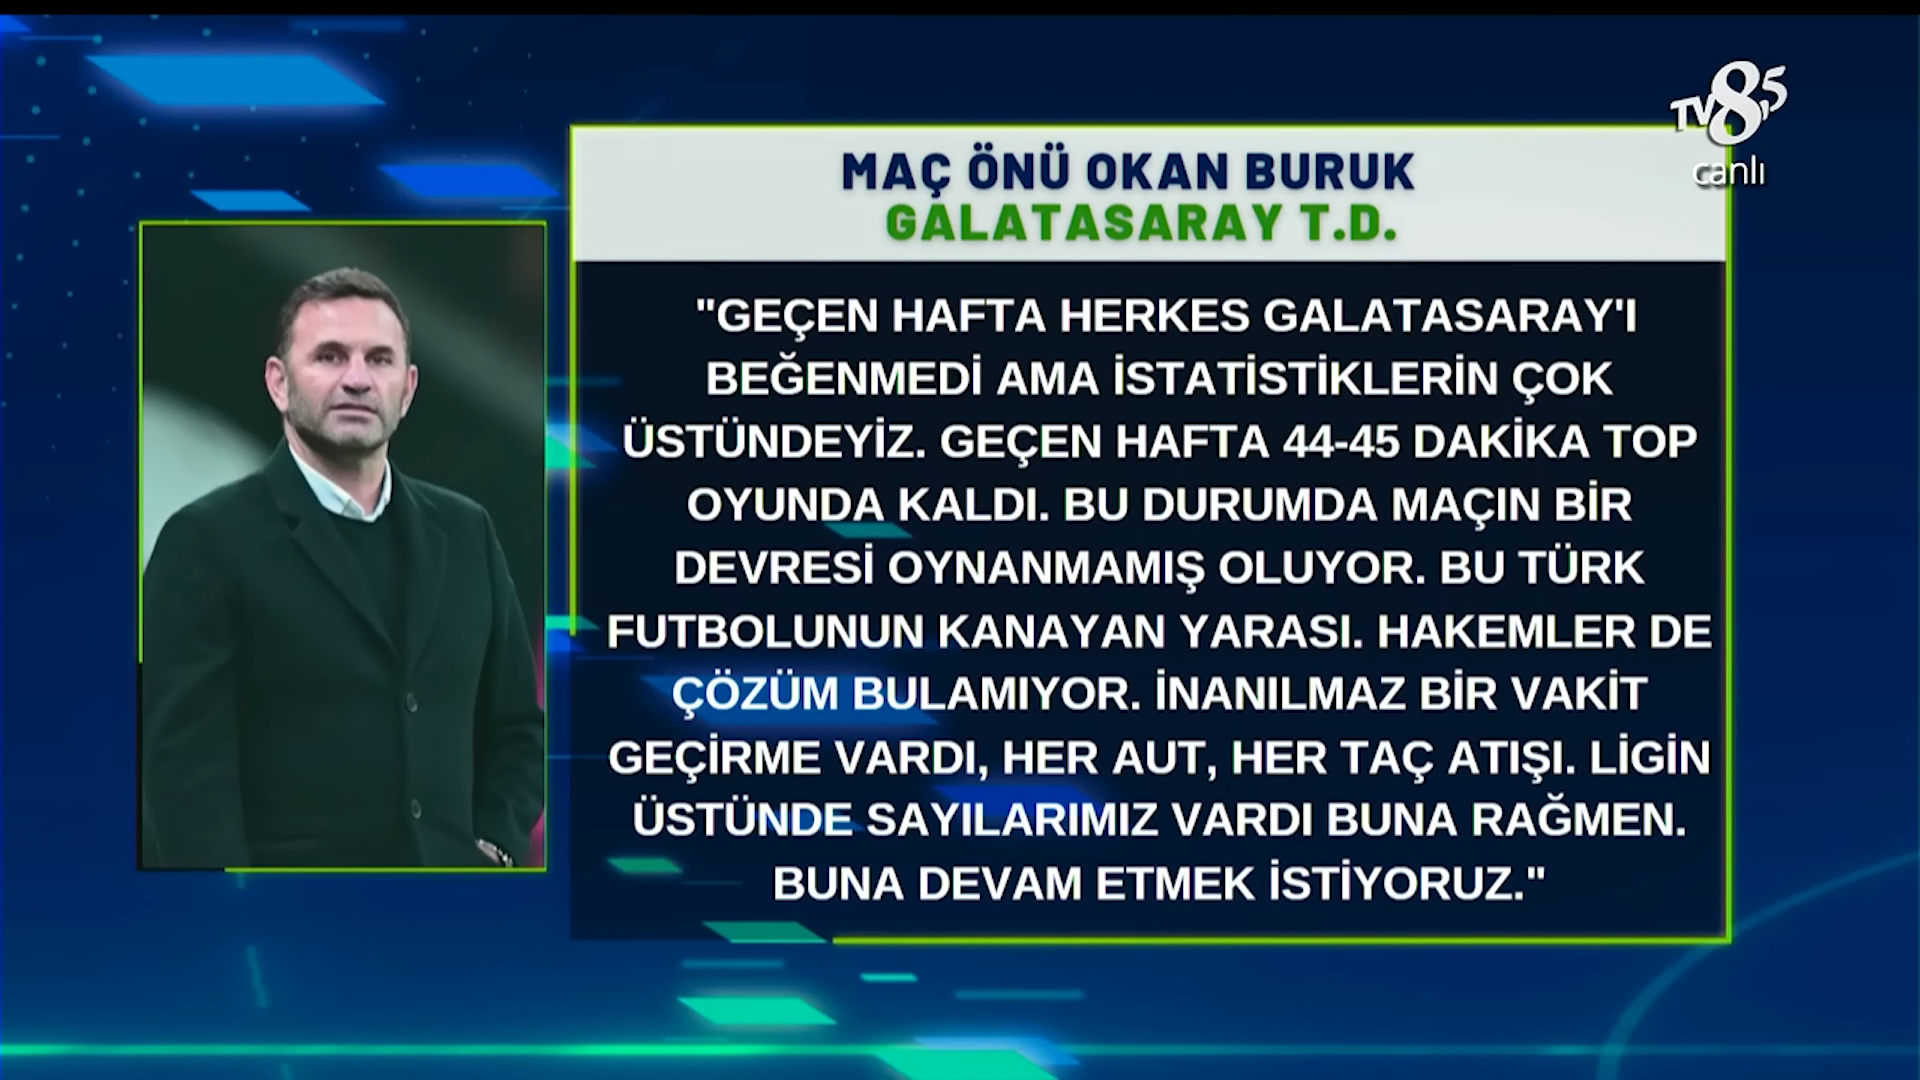 TV8,5
canlı
MAÇ ÖNÜ OKAN BURUK
GALATASARAY T.D.
"GEÇEN HAFTA HERKES GALATASARAY'I
BEĞENMEDİ AMA İSTATİSTİKLERİN ÇOK
ÜSTÜNDEYİZ. GEÇEN HAFTA 44-45 DAKİKA TOP
OYUNDA KALDI. BU DURUMDA MAÇIN BİR
DEVRESİ OYNANMAMIŞ OLUYOR. BU TÜRK
FUTBOLUNUN KANAYAN YARASI. HAKEMLER DE
ÇÖZÜM BULAMIYOR. İNANILMAZ BİR VAKİT
GEÇİRME VARDI, HER AUT, HER TAÇ ATIŞI. LİGİN
ÜSTÜNDE SAYILARIMIZ VARDI BUNA RAĞMEN.
BUNA DEVAM ETMEK İSTİYORUZ."